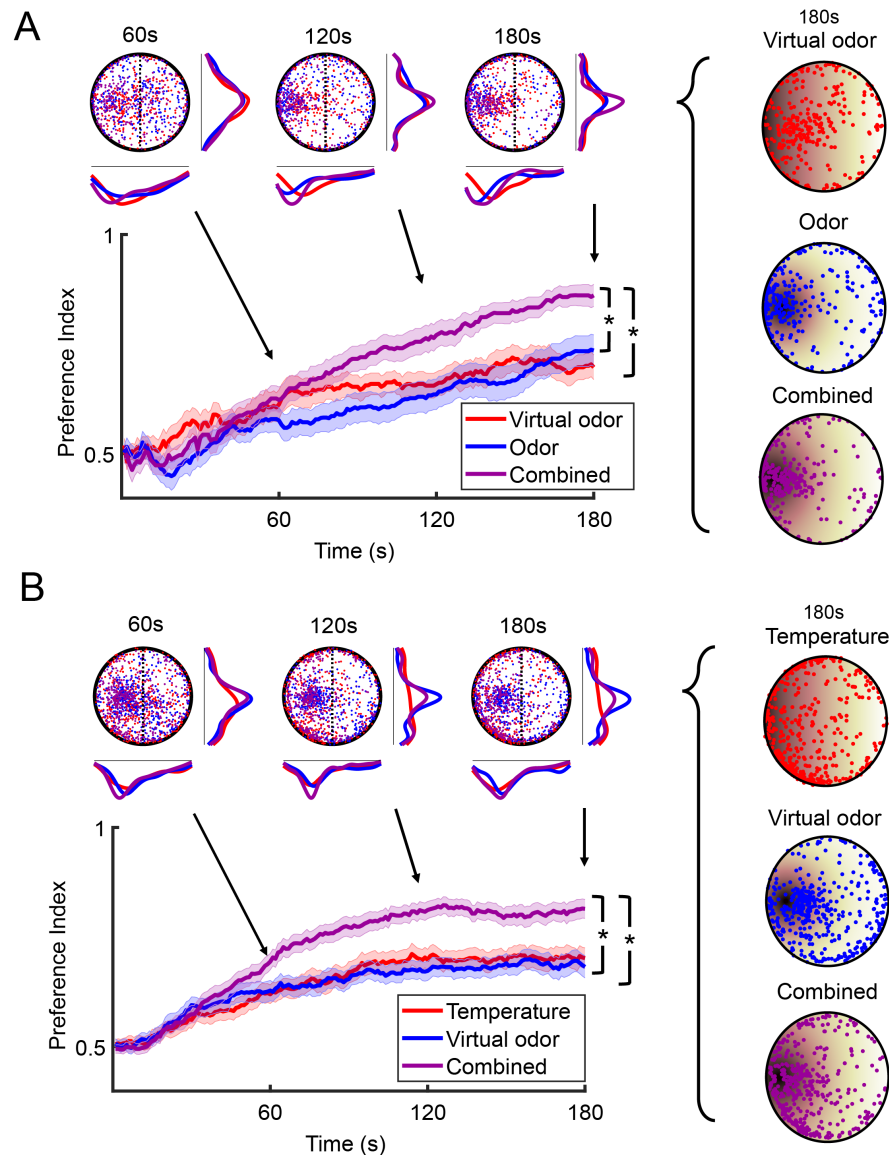 A
60s
120s
180s
180s
Virtual odor
Odor
Combined
1
0.5
Preference Index
*
*
Virtual odor
Odor
Combined
60
120
180
Time (s)
B
60s
120s
180s
180s
Temperature
Virtual odor
Combined
1
0.5
Preference Index
*
*
Temperature
Virtual odor
Combined
60
120
180
Time (s)